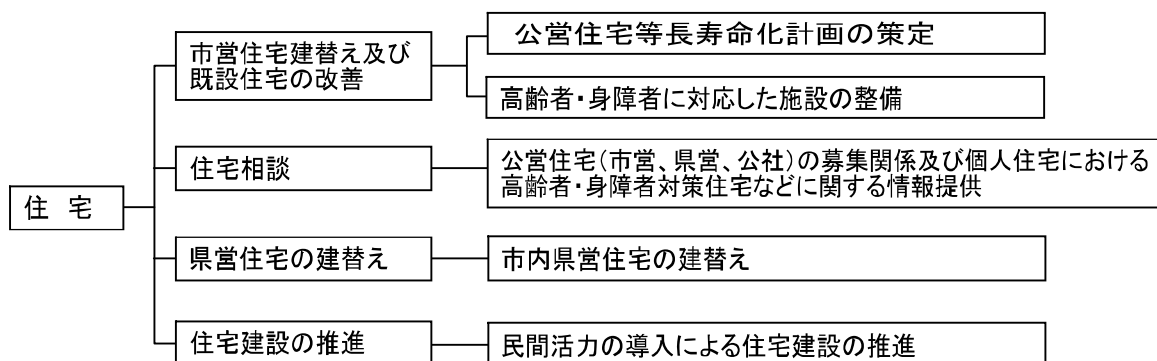 住 宅
市営住宅建替え及び
既設住宅の改善
公営住宅等長寿命化計画の策定
高齢者・身障者に対応した施設の整備
住宅相談
公営住宅（市営、県営、公社）の募集関係及び個人住宅における
高齢者・身障者対策住宅などに関する情報提供
県営住宅の建替え
市内県営住宅の建替え
住宅建設の推進
民間活力の導入による住宅建設の推進